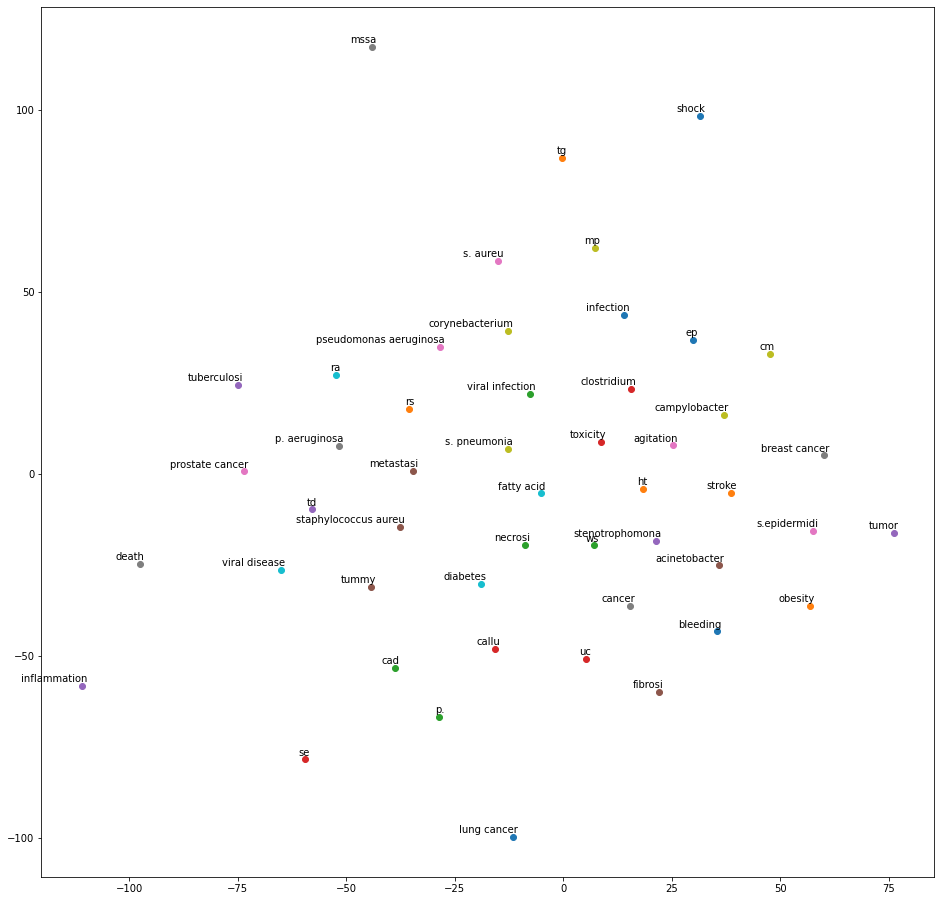 mssa
shock
100
tg
mp
s. aureu
50
infection
corynebacterium
ep
pseudomonas aeruginosa
cm
ra
tuberculosi
clostridium
viral infection
rs
campylobacter
p. aeruginosa
s. pneumonia
toxicity
agitation
breast cancer
prostate cancer
metastasi
0
fatty acid
ht
stroke
td
staphylococcus aureu
s.epidermidi
tumor
necrosi
ws
stenotrophomona
death
viral disease
acinetobacter
tummy
diabetes
cancer
obesity
bleeding
callu
−50
uc
cad
inflammation
fibrosi
p.
se
lung cancer
−100
−100 −75 −50 −25 0 25 50 75